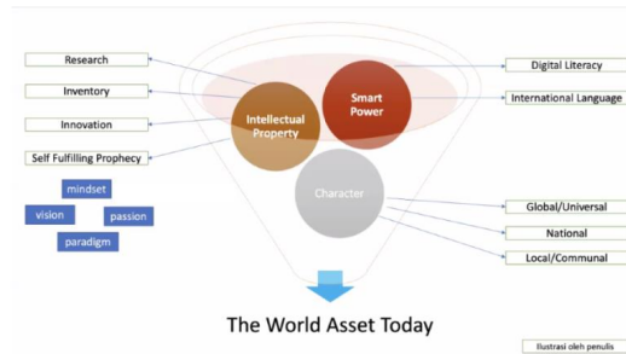 Research
Inventory
Innovation
Self Fulfilling Prophecy
mindset
vision
passion
paradigm
Intellectual
Property
Smart
Power
Character
Digital Literacy
International Language
Global/Universal
National
Local/Communal
The World Asset Today
Ilustrasi oleh penulis